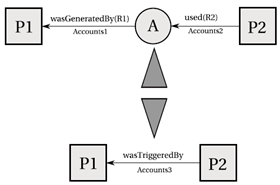 wasGeneratedBy(R1) used(R2)
P1 A P2
Accounts1 Accounts2
wasTriggeredBy
P1 P2
Accounts3